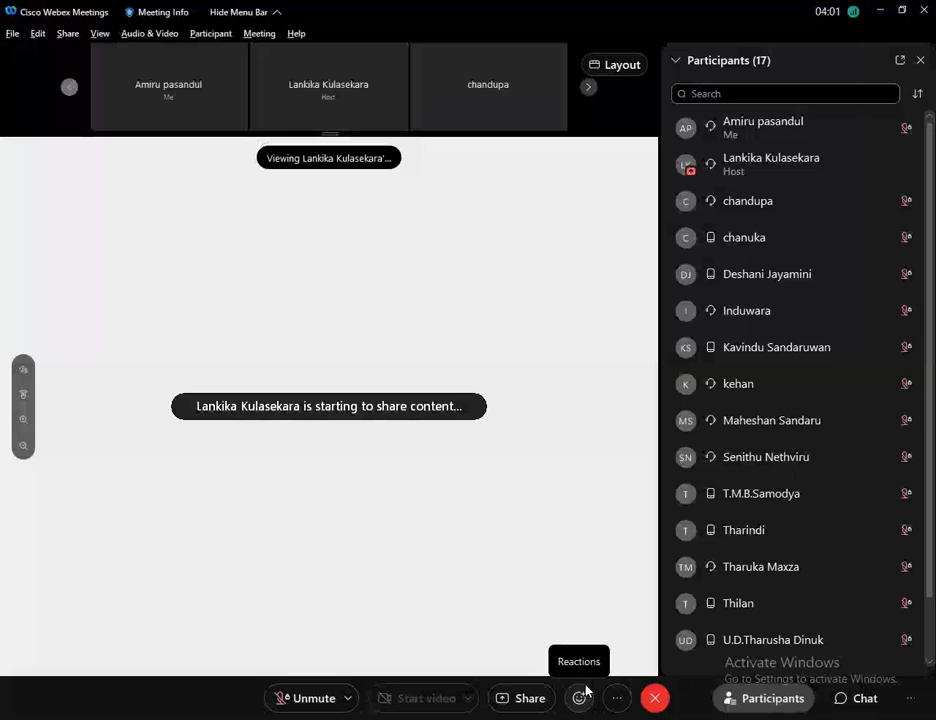 Cisco Webex Meetings
Meeting Info
Hide Menu Bar
04:01
File Edit Share View Audio & Video Participant Meeting Help
Amiru pasandul
Me
Lankika Kulasekara
Host
chandupa
Layout
Viewing Lankika Kulasekara'...
Lankika Kulasekara is starting to share content...
Participants (17)
Search
AP Amiru pasandul
Me
LK Lankika Kulasekara
Host
C chandupa
C chanuka
DJ Deshani Jayamini
I Induwara
KS Kavindu Sandaruwan
K kehan
MS Maheshan Sandaru
SN Senithu Nethviru
T T.M.B.Samodya
T Tharindi
TM Tharuka Maxza
T Thilan
UD U.D.Tharusha Dinuk
Activate Windows
Go to Settings to activate Windows.
Reactions
Unmute
Start video
Share
Participants
Chat